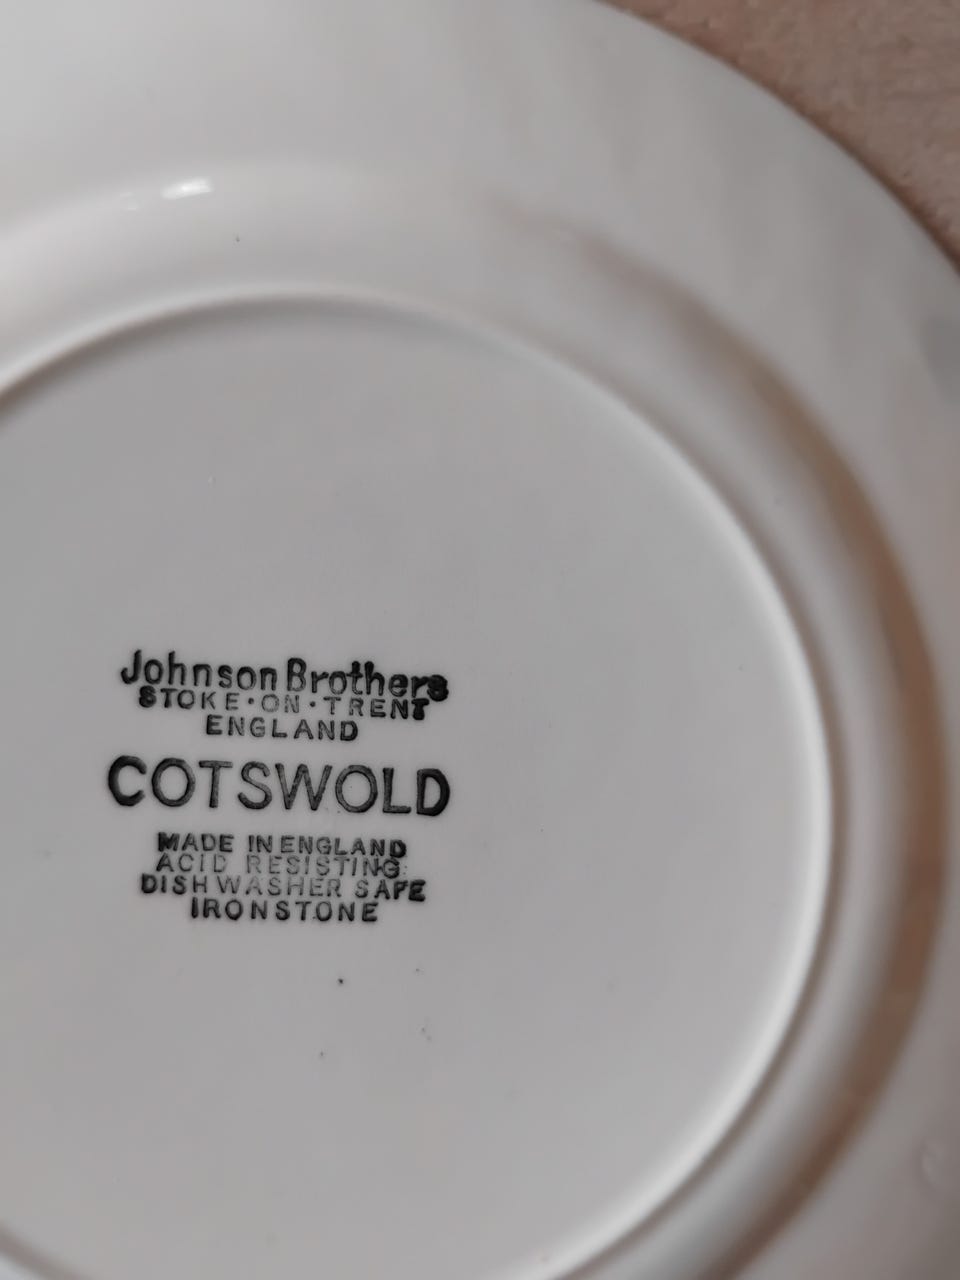 Johnson Brothers
STOKE·ON·TRENT
ENGLAND
COTSWOLD
MADE IN ENGLAND
ACID RESISTING
DISHWASHER SAFE
IRONSTONE